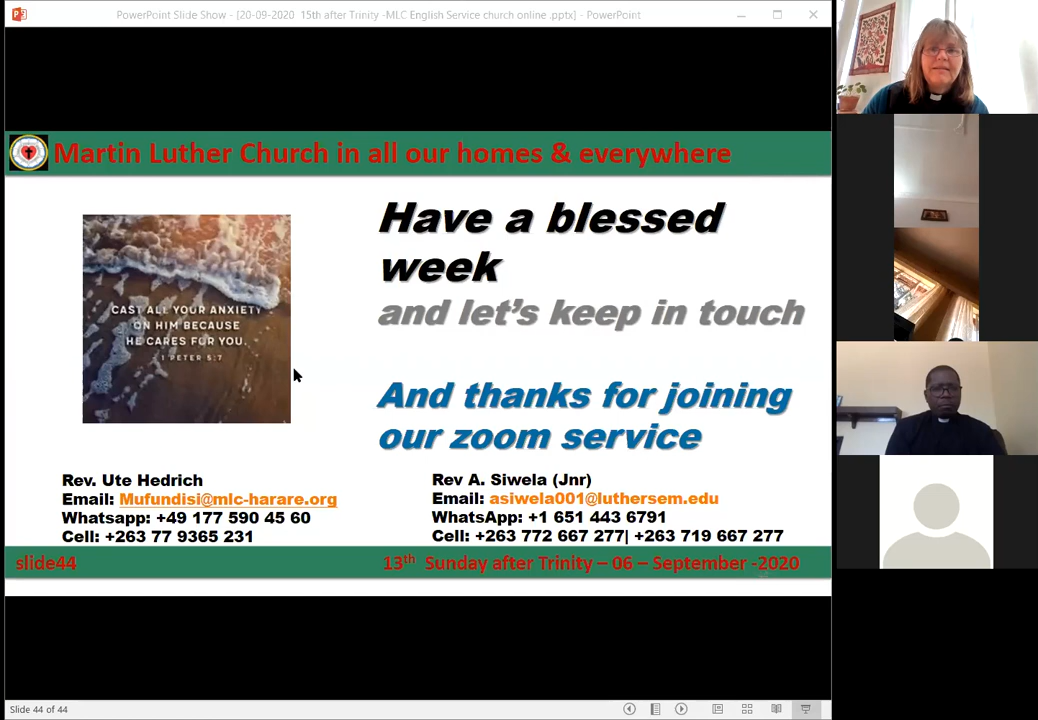 PowerPoint Slide Show - [20-09-2020 15th after Trinity -MLC English Service church online .pptx] - PowerPoint
Martin Luther Church in all our homes & everywhere
Have a blessed
week
and let's keep in touch
CAST ALL YOUR ANXIETY
ON HIM BECAUSE
HE CARES FOR YOU.
1 PETER 5:7
And thanks for joining
our zoom service
Rev. Ute Hedrich
Email: Mufundisi@mlc-harare.org
Whatsapp: +49 177 590 45 60
Cell: +263 77 9365 231
Rev A. Siwela (Jnr)
Email: asiwela001@luthersem.edu
WhatsApp: +1 651 443 6791
Cell: +263 772 667 277| +263 719 667 277
slide44
13th Sunday after Trinity – 06 – September -2020
Slide 44 of 44